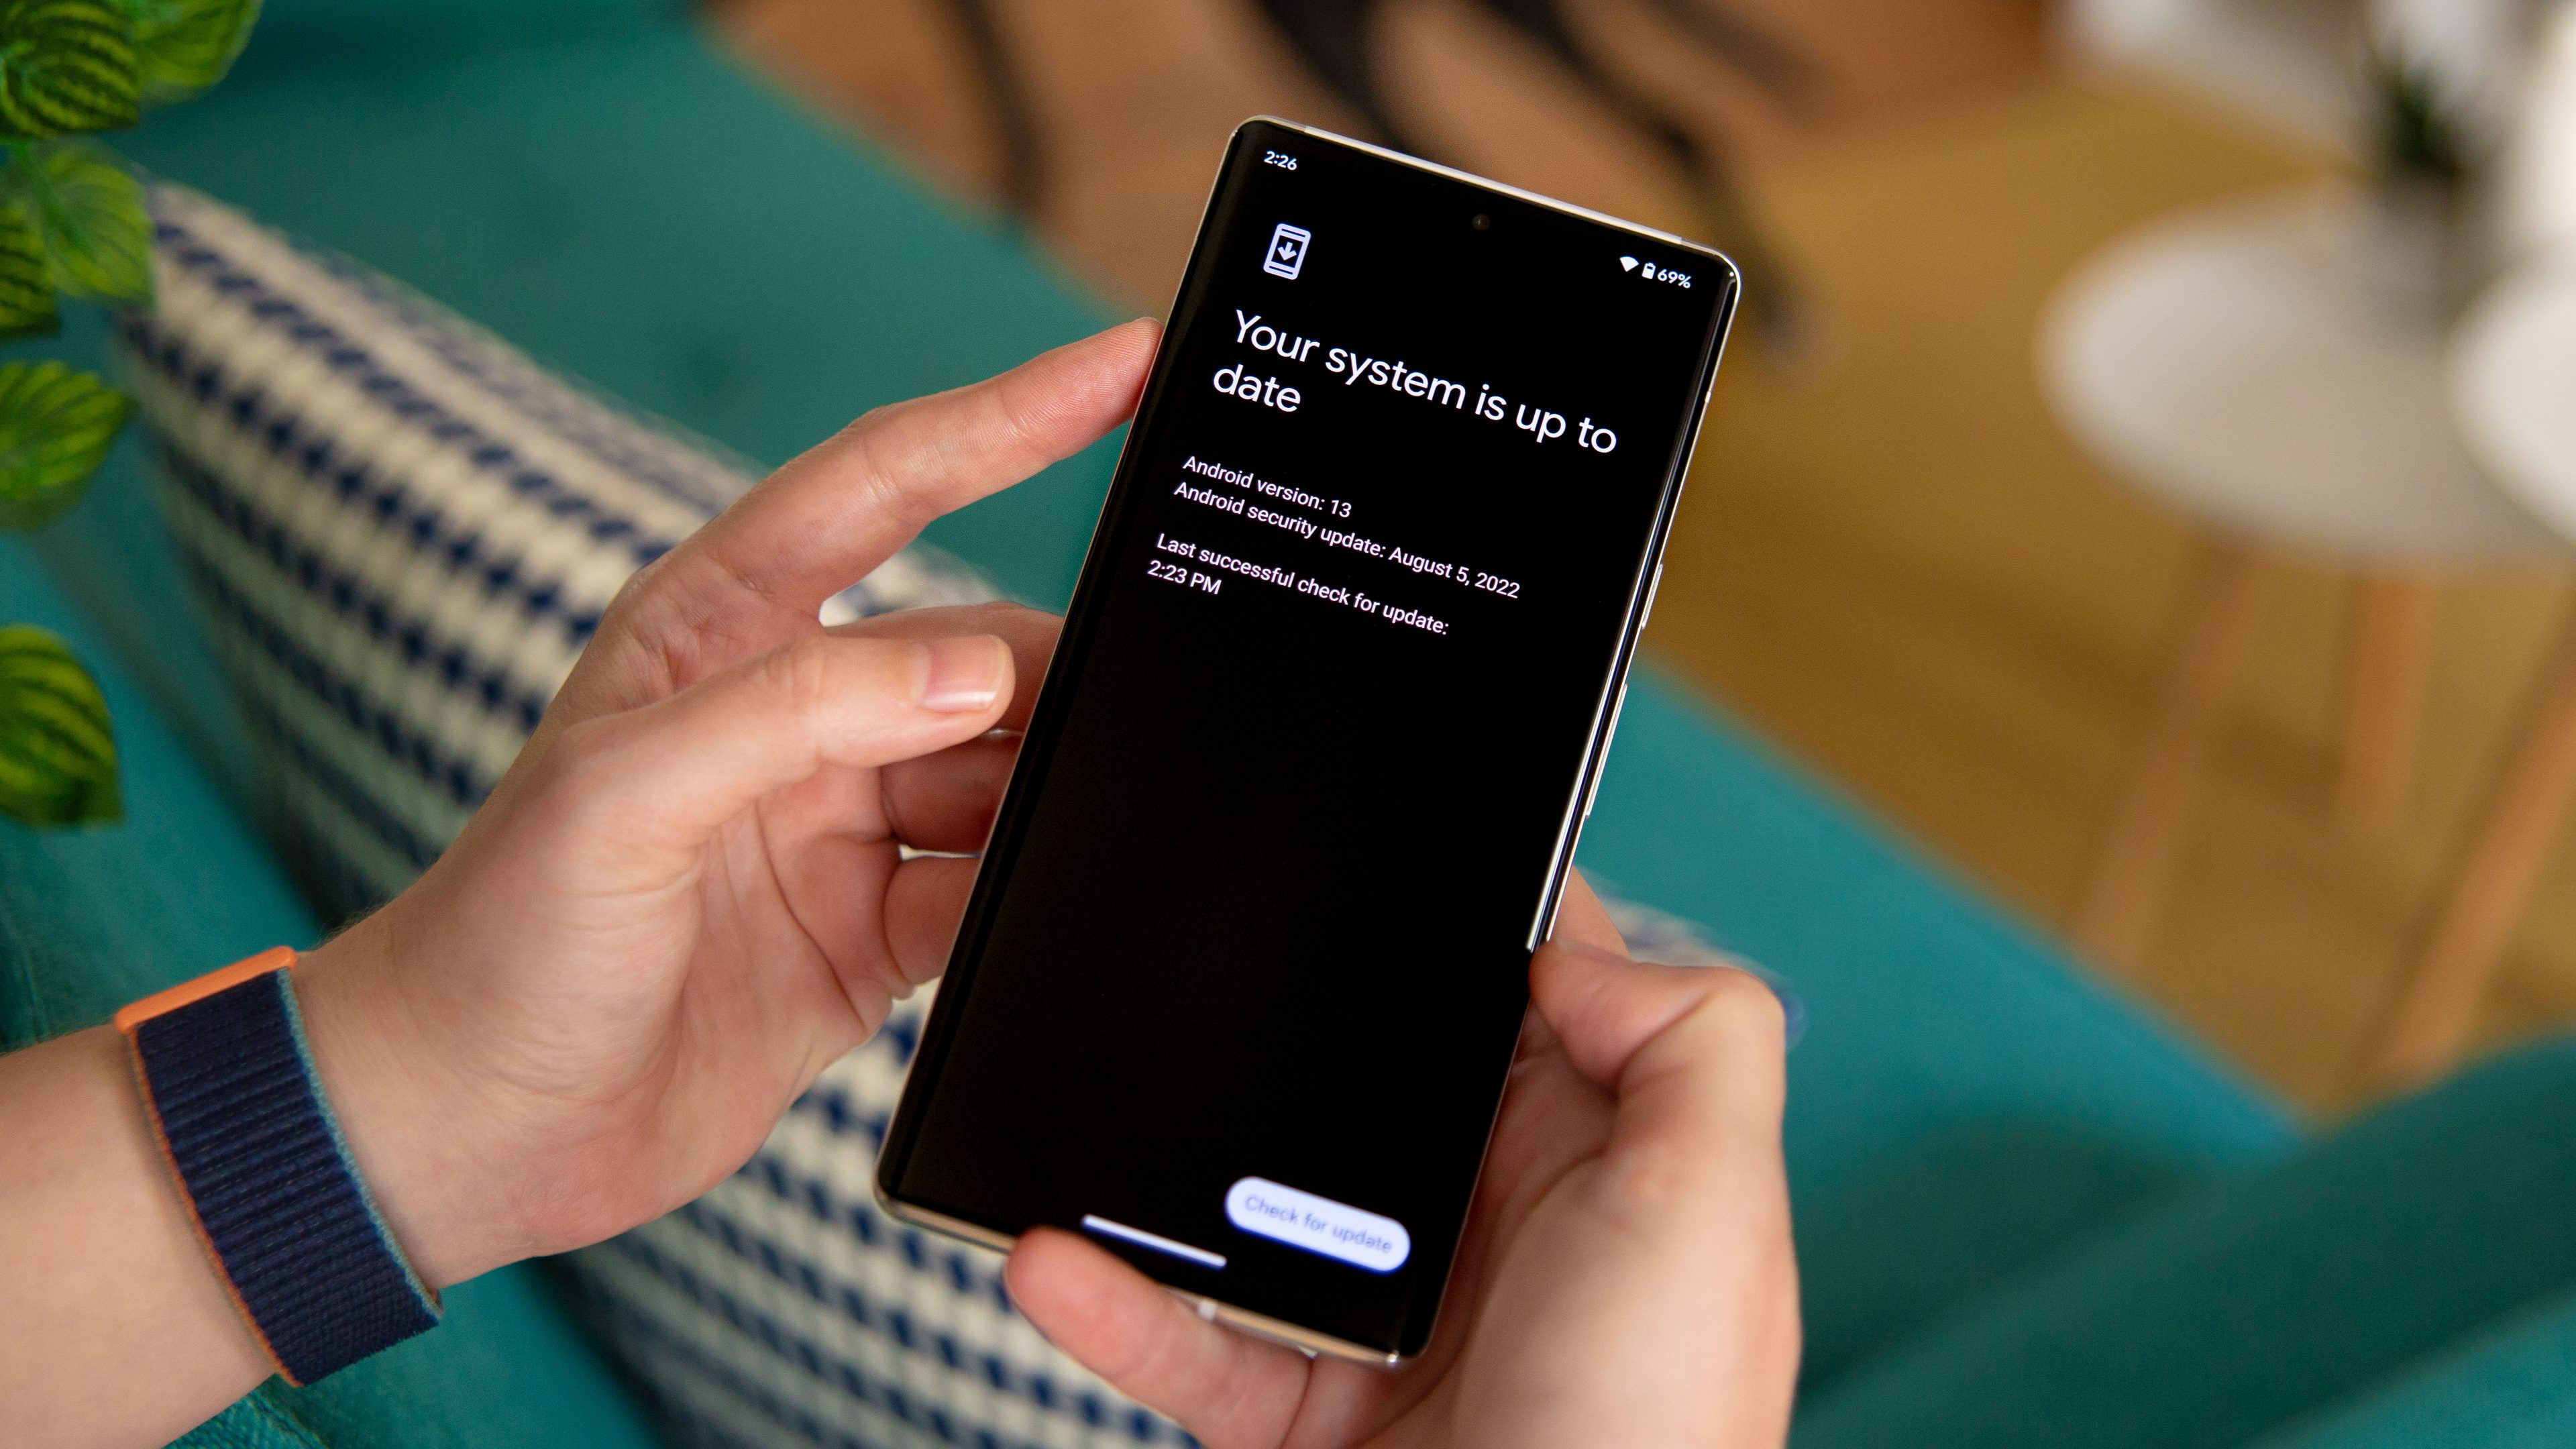 2:26
69%
Your system is up to
date
Android version: 13
Android security update: August 5, 2022
Last successful check for update:
2:23 PM
Check for update